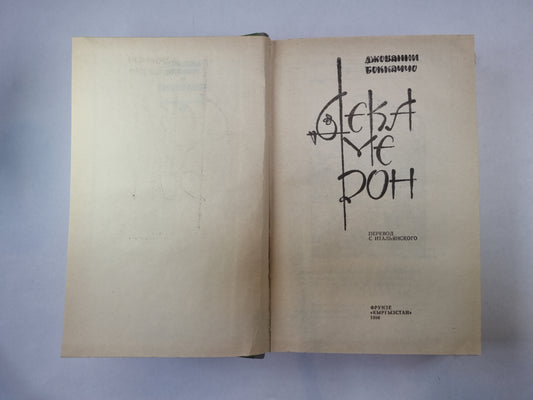 ДЖОВАННИ
БОККАЧЧО
ДЕКА
МЕ
РОН
ПЕРЕВОД
С ИТАЛЬЯНСКОГО
ФРУНЗЕ
«КЫРГЫЗСТАН»